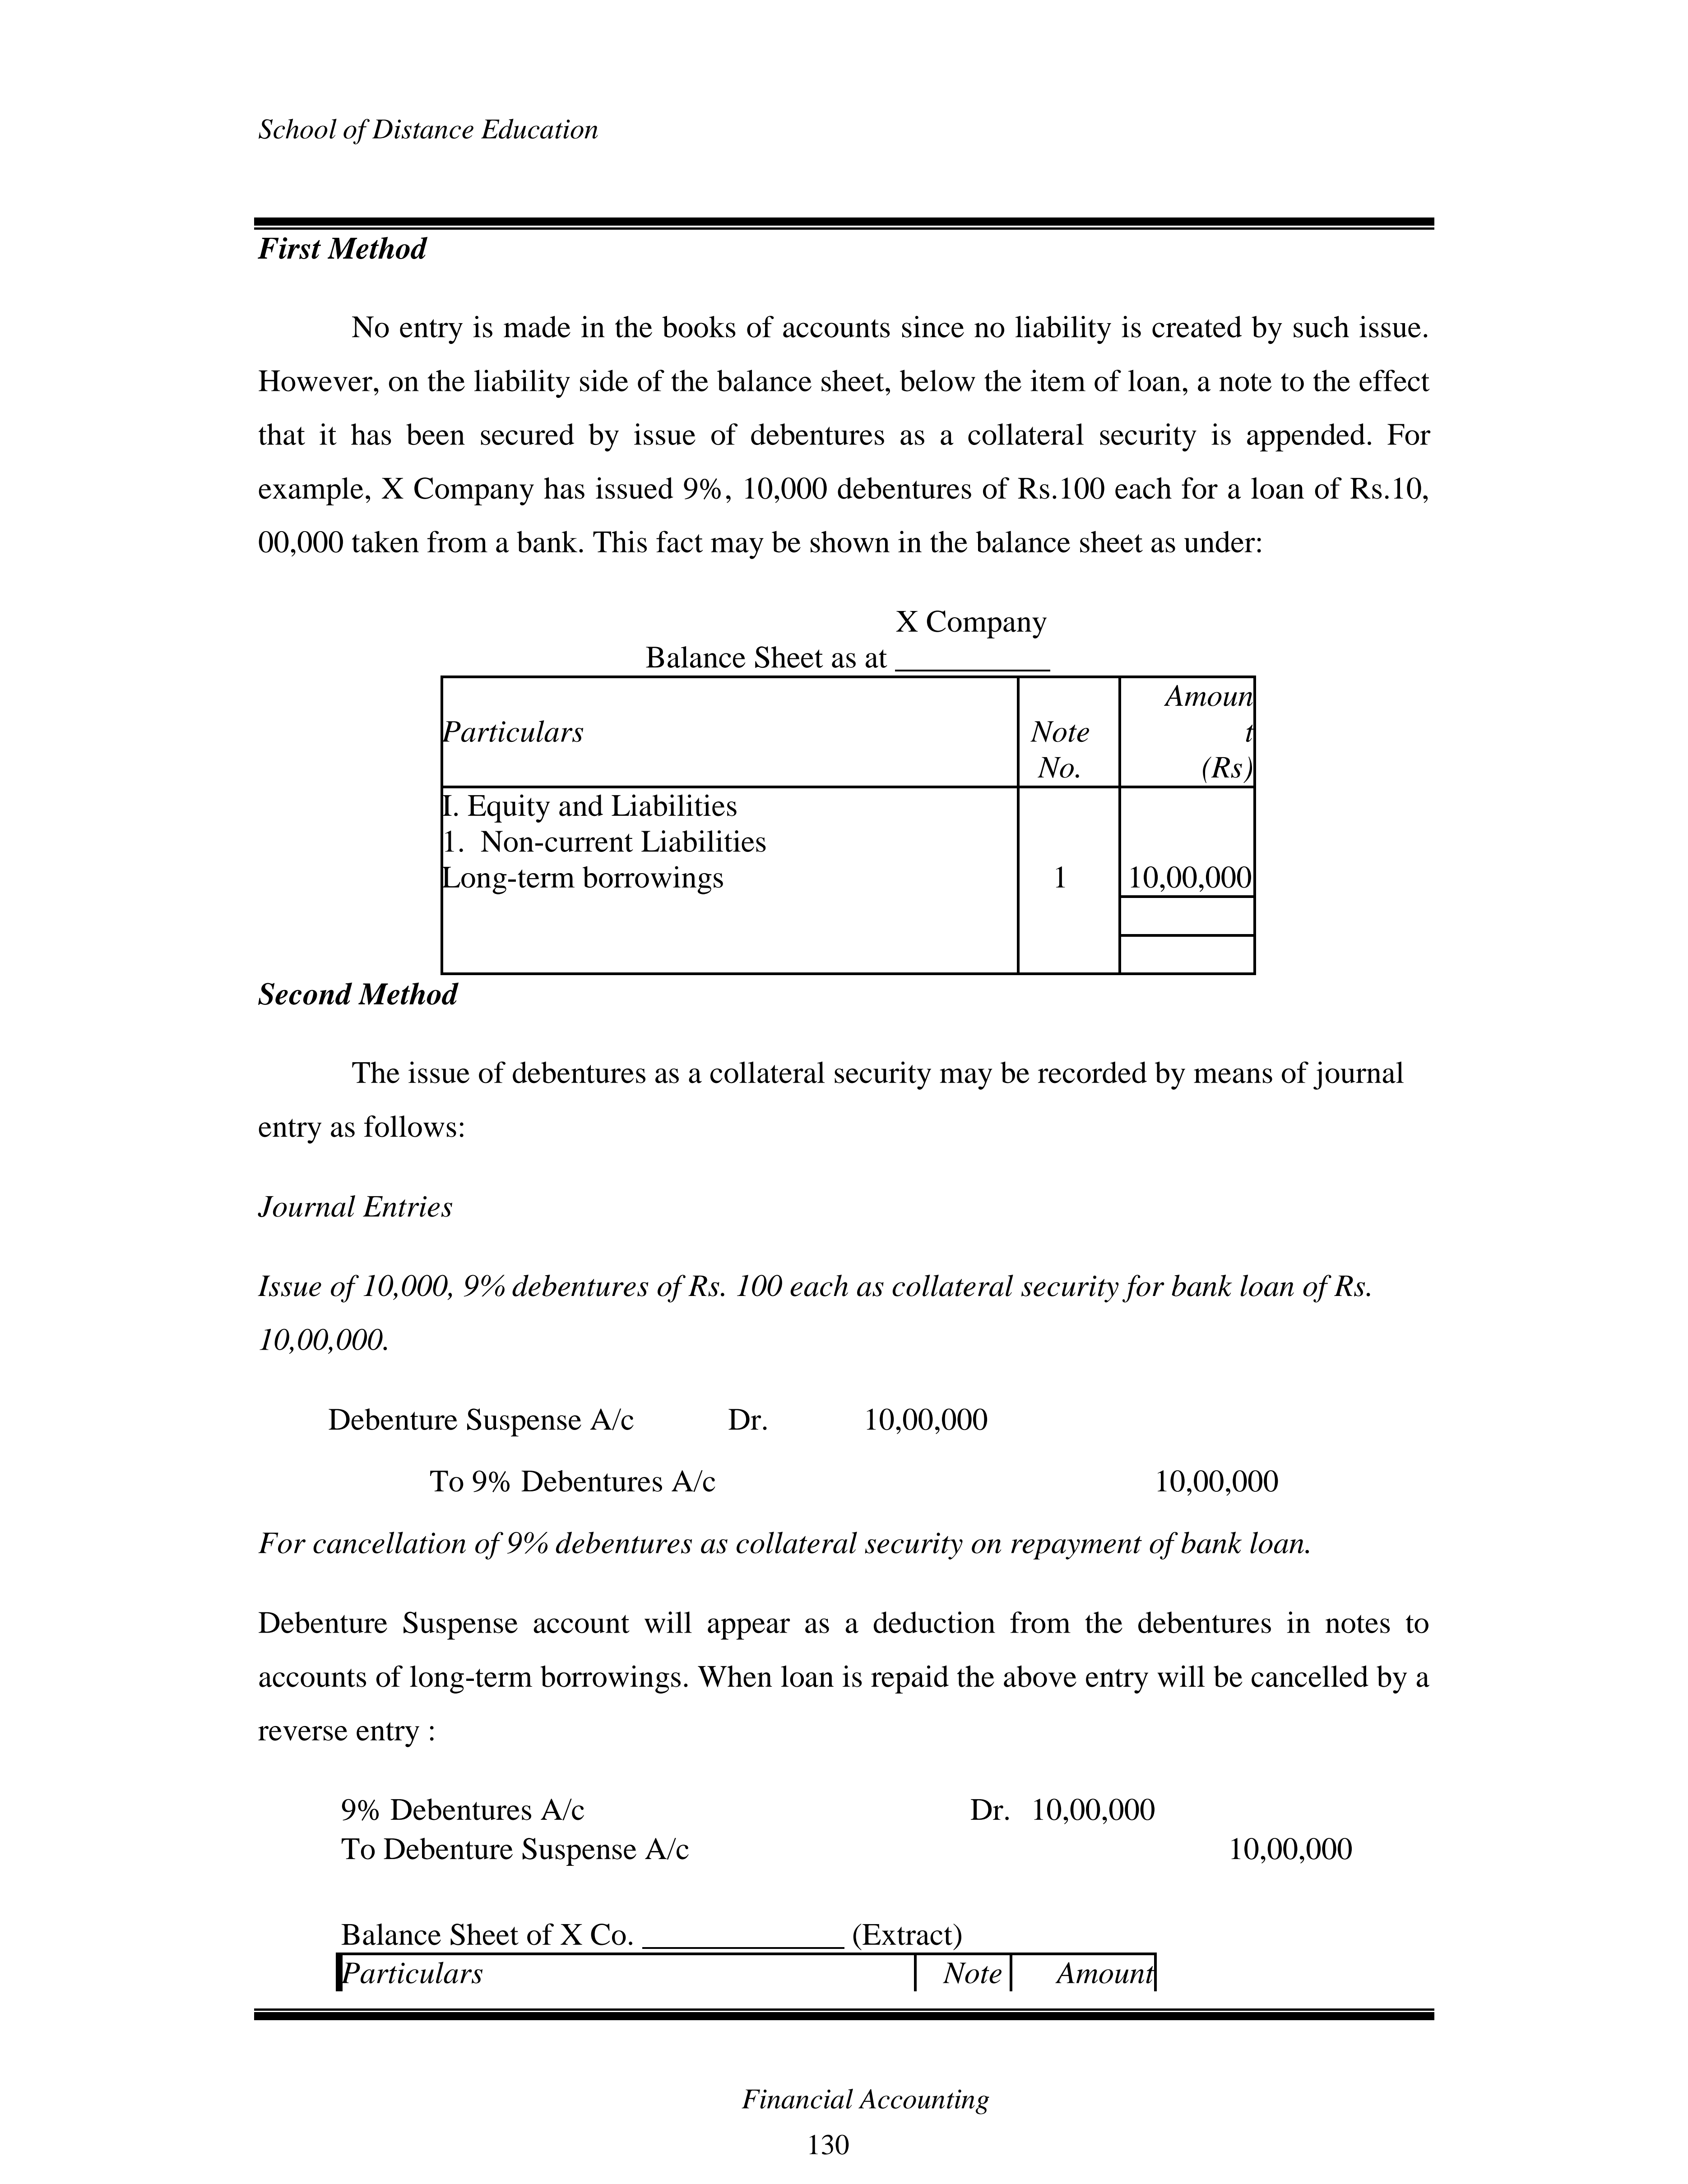 School of Distance Education
First Method
No entry is made in the books of accounts since no liability is created by such issue.
However, on the liability side of the balance sheet, below the item of loan, a note to the effect
that it has been secured by issue of debentures as a collateral security is appended. For
example, X Company has issued 9%, 10,000 debentures of Rs.100 each for a loan of Rs.10,
00,000 taken from a bank. This fact may be shown in the balance sheet as under:
X Company
Balance Sheet as at __________
Amoun
Particulars Note t
No. (Rs)
I. Equity and Liabilities
1. Non-current Liabilities
Long-term borrowings 1 10,00,000
Second Method
The issue of debentures as a collateral security may be recorded by means of journal
entry as follows:
Journal Entries
Issue of 10,000, 9% debentures of Rs. 100 each as collateral security for bank loan of Rs.
10,00,000.
Debenture Suspense A/c Dr. 10,00,000
To 9% Debentures A/c 10,00,000
For cancellation of 9% debentures as collateral security on repayment of bank loan.
Debenture Suspense account will appear as a deduction from the debentures in notes to
accounts of long-term borrowings. When loan is repaid the above entry will be cancelled by a
reverse entry :
9% Debentures A/c Dr. 10,00,000
To Debenture Suspense A/c 10,00,000
Balance Sheet of X Co. _____________ (Extract)
Particulars Note Amount
Financial Accounting
130